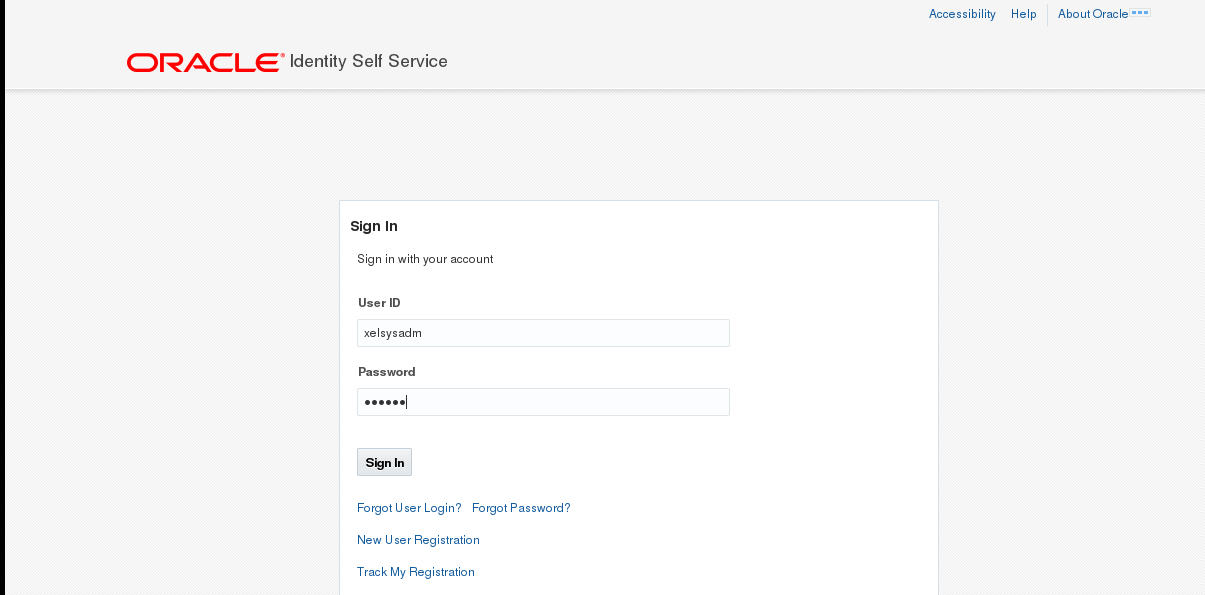 Accessibility Help About Oracle
ORACLE® Identity Self Service
Sign In
Sign in with your account
User ID
xelsysadm
Password
••••••
Sign In
Forgot User Login? Forgot Password?
New User Registration
Track My Registration